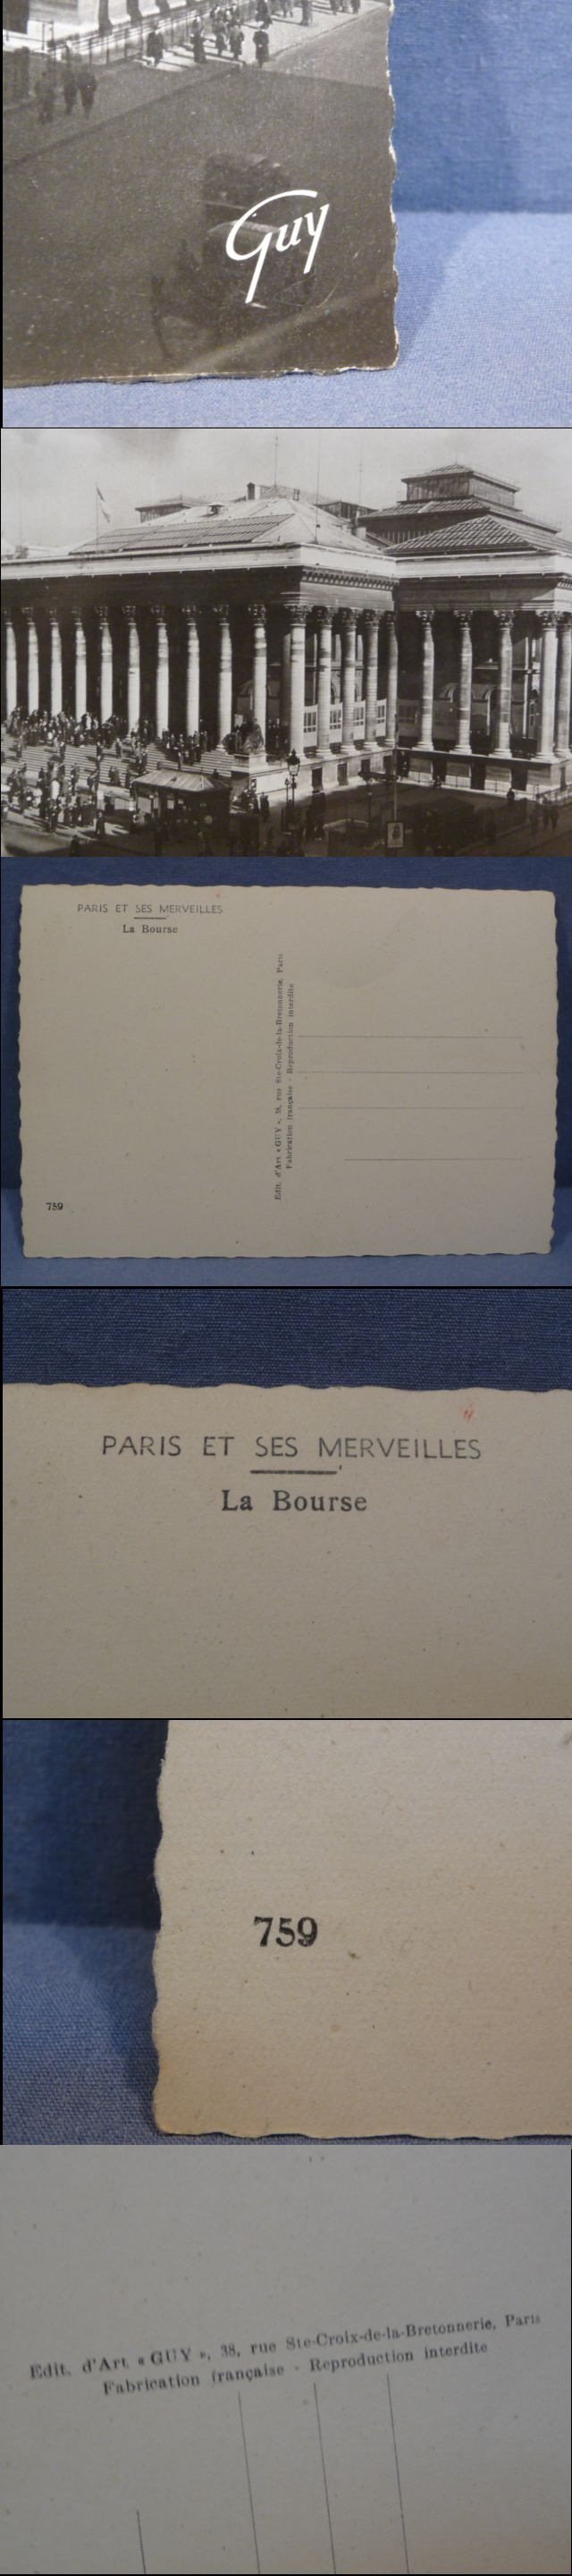 Guy
PARIS ET SES MERVEILLES
La Bourse
Edit. d'Art « GUY », 38, rue Ste-Croix-de-la-Bretonnerie, Paris
Fabrication française - Reproduction interdite
759
PARIS ET SES MERVEILLES
La Bourse
759
Edit. d'Art « GUY », 38, rue Ste-Croix-de-la-Bretonnerie, Paris
Fabrication française - Reproduction interdite